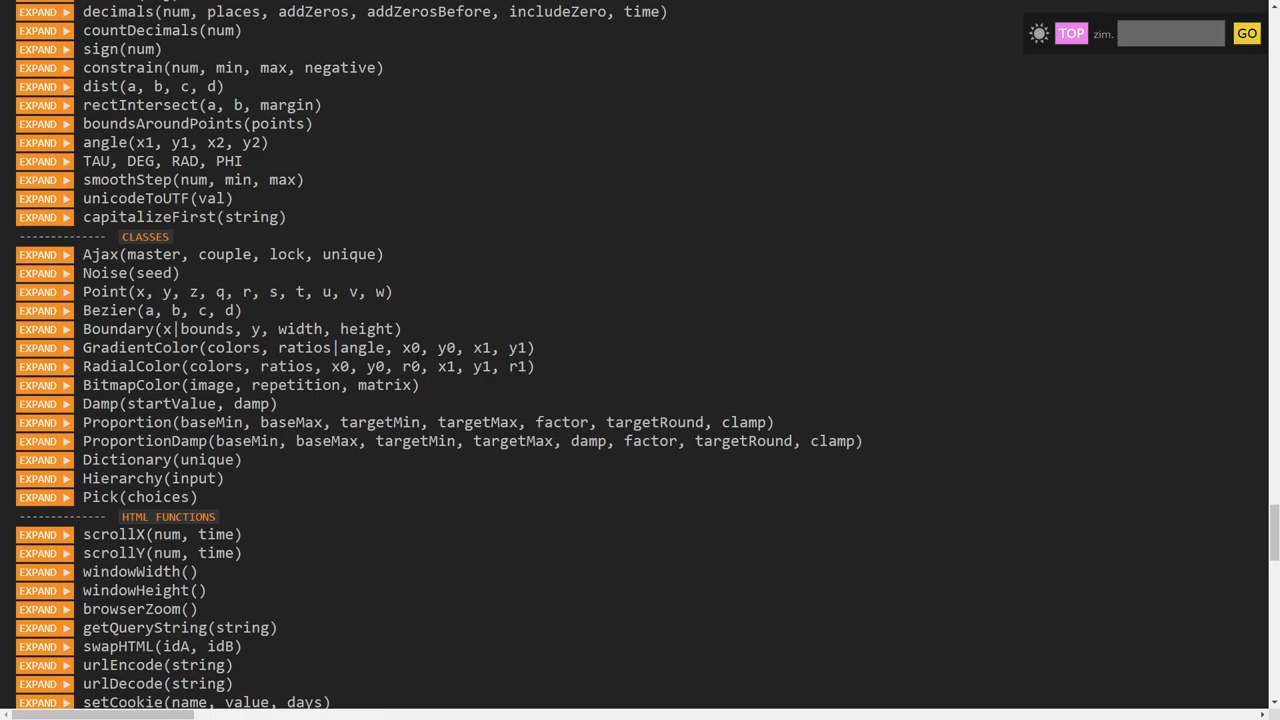 EXPAND ▶ decimals(num, places, addZeros, addZerosBefore, includeZero, time)
EXPAND ▶ countDecimals(num)
TOP zim. GO
EXPAND ▶ sign(num)
EXPAND ▶ constrain(num, min, max, negative)
EXPAND ▶ dist(a, b, c, d)
EXPAND ▶ rectIntersect(a, b, margin)
EXPAND ▶ boundsAroundPoints(points)
EXPAND ▶ angle(x1, y1, x2, y2)
EXPAND ▶ TAU, DEG, RAD, PHI
EXPAND ▶ smoothStep(num, min, max)
EXPAND ▶ unicodeToUTF(val)
EXPAND ▶ capitalizeFirst(string)
-------------- CLASSES
EXPAND ▶ Ajax(master, couple, lock, unique)
EXPAND ▶ Noise(seed)
EXPAND ▶ Point(x, y, z, q, r, s, t, u, v, w)
EXPAND ▶ Bezier(a, b, c, d)
EXPAND ▶ Boundary(x|bounds, y, width, height)
EXPAND ▶ GradientColor(colors, ratios|angle, x0, y0, x1, y1)
EXPAND ▶ RadialColor(colors, ratios, x0, y0, r0, x1, y1, r1)
EXPAND ▶ BitmapColor(image, repetition, matrix)
EXPAND ▶ Damp(startValue, damp)
EXPAND ▶ Proportion(baseMin, baseMax, targetMin, targetMax, factor, targetRound, clamp)
EXPAND ▶ ProportionDamp(baseMin, baseMax, targetMin, targetMax, damp, factor, targetRound, clamp)
EXPAND ▶ Dictionary(unique)
EXPAND ▶ Hierarchy(input)
EXPAND ▶ Pick(choices)
-------------- HTML FUNCTIONS
EXPAND ▶ scrollX(num, time)
EXPAND ▶ scrollY(num, time)
EXPAND ▶ windowWidth()
EXPAND ▶ windowHeight()
EXPAND ▶ browserZoom()
EXPAND ▶ getQueryString(string)
EXPAND ▶ swapHTML(idA, idB)
EXPAND ▶ urlEncode(string)
EXPAND ▶ urlDecode(string)
EXPAND ▶ setCookie(name, value, days)